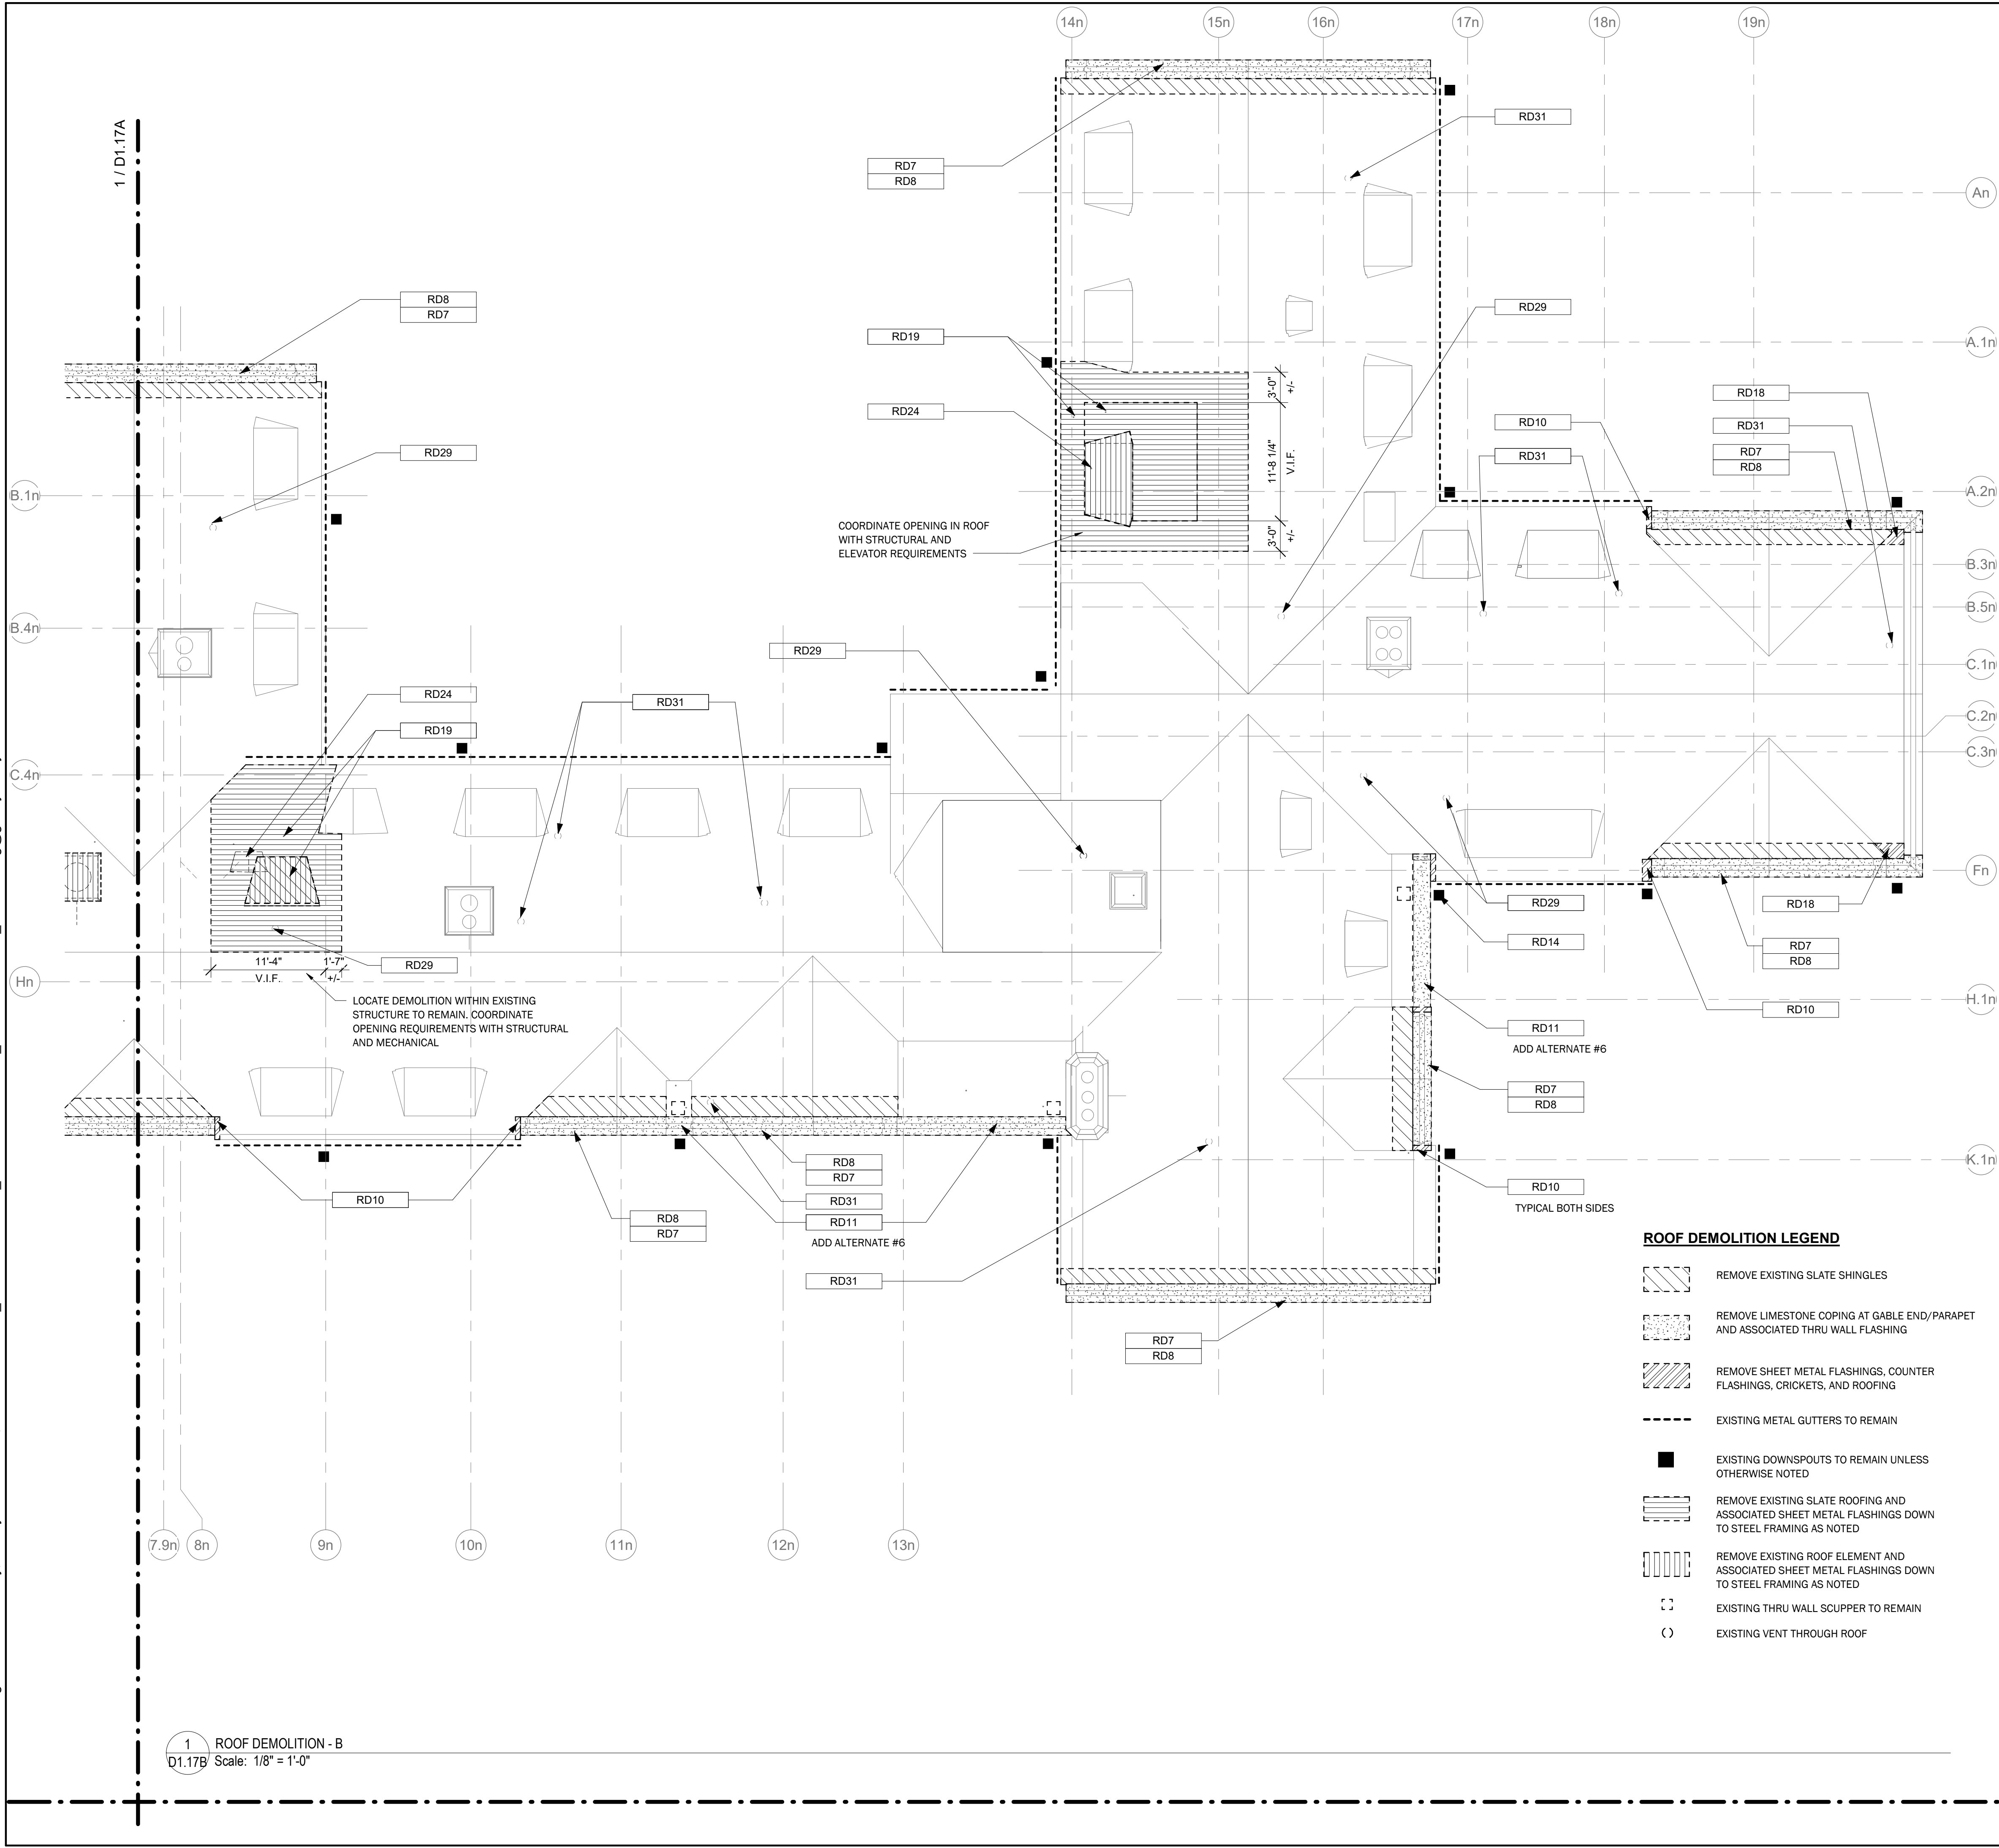 14n
15n
16n
17n
18n
19n
1 / D1.17A
RD31
RD7
RD8
An
RD8
RD7
RD29
RD19
A.1n
3'-0"
+/-
RD18
RD24
RD10
RD31
RD29
RD31
RD7
RD8
11'-8 1/4"
V.I.F.
B.1n
A.2n
COORDINATE OPENING IN ROOF
WITH STRUCTURAL AND
ELEVATOR REQUIREMENTS
3'-0"
+/-
B.3n
B.5n
B.4n
RD29
C.1n
RD24
RD31
C.2n
RD19
C.3n
C.4n
Fn
RD29
RD18
RD14
RD7
RD8
11'-4"
V.I.F.
1'-7"
+/-
RD29
Hn
LOCATE DEMOLITION WITHIN EXISTING
STRUCTURE TO REMAIN. COORDINATE
OPENING REQUIREMENTS WITH STRUCTURAL
AND MECHANICAL
H.1n
RD10
RD11
ADD ALTERNATE #6
RD7
RD8
K.1n
RD8
RD7
RD31
RD10
RD10
TYPICAL BOTH SIDES
RD8
RD7
RD11
ADD ALTERNATE #6
RD31
RD7
RD8
ROOF DEMOLITION LEGEND
REMOVE EXISTING SLATE SHINGLES
REMOVE LIMESTONE COPING AT GABLE END/PARAPET
AND ASSOCIATED THRU WALL FLASHING
REMOVE SHEET METAL FLASHINGS, COUNTER
FLASHINGS, CRICKETS, AND ROOFING
EXISTING METAL GUTTERS TO REMAIN
EXISTING DOWNSPOUTS TO REMAIN UNLESS
OTHERWISE NOTED
REMOVE EXISTING SLATE ROOFING AND
ASSOCIATED SHEET METAL FLASHINGS DOWN
TO STEEL FRAMING AS NOTED
REMOVE EXISTING ROOF ELEMENT AND
ASSOCIATED SHEET METAL FLASHINGS DOWN
TO STEEL FRAMING AS NOTED
EXISTING THRU WALL SCUPPER TO REMAIN
EXISTING VENT THROUGH ROOF
7.9n
8n
9n
10n
11n
12n
13n
1
D1.17B
ROOF DEMOLITION - B
Scale: 1/8" = 1'-0"